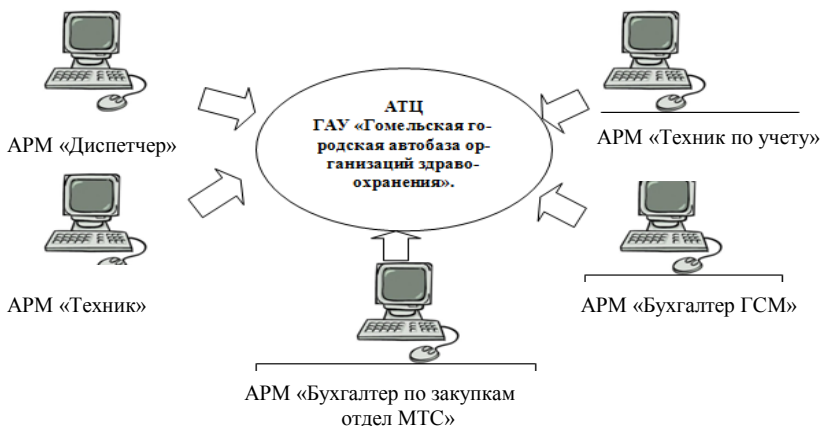 АТЦ
ГАУ «Гомельская го-
родская автобаза ор-
ганизаций здраво-
охранения».
АРМ «Диспетчер»
АРМ «Техник по учету»
АРМ «Техник»
АРМ «Бухгалтер ГСМ»
АРМ «Бухгалтер по закупкам
отдел МТС»